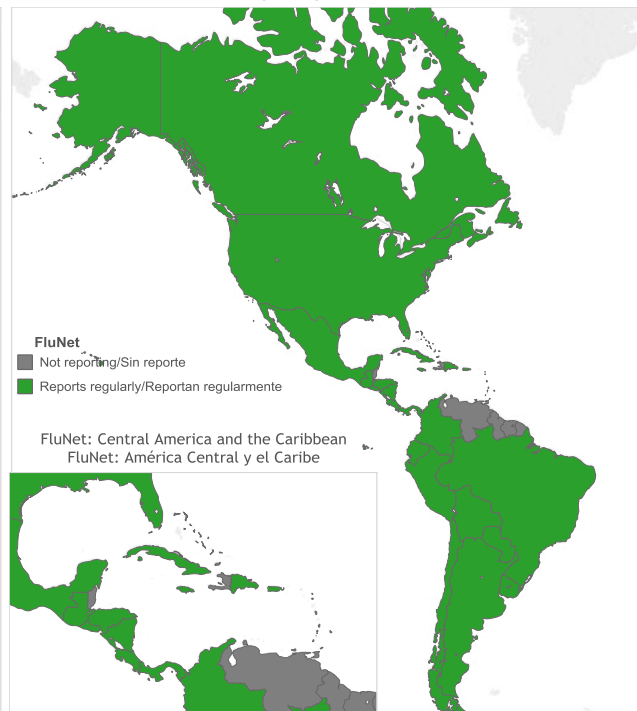 FluNet
Not reporting/Sin reporte
Reports regularly/Reportan regularmente
FluNet: Central America and the Caribbean
FluNet: América Central y el Caribe